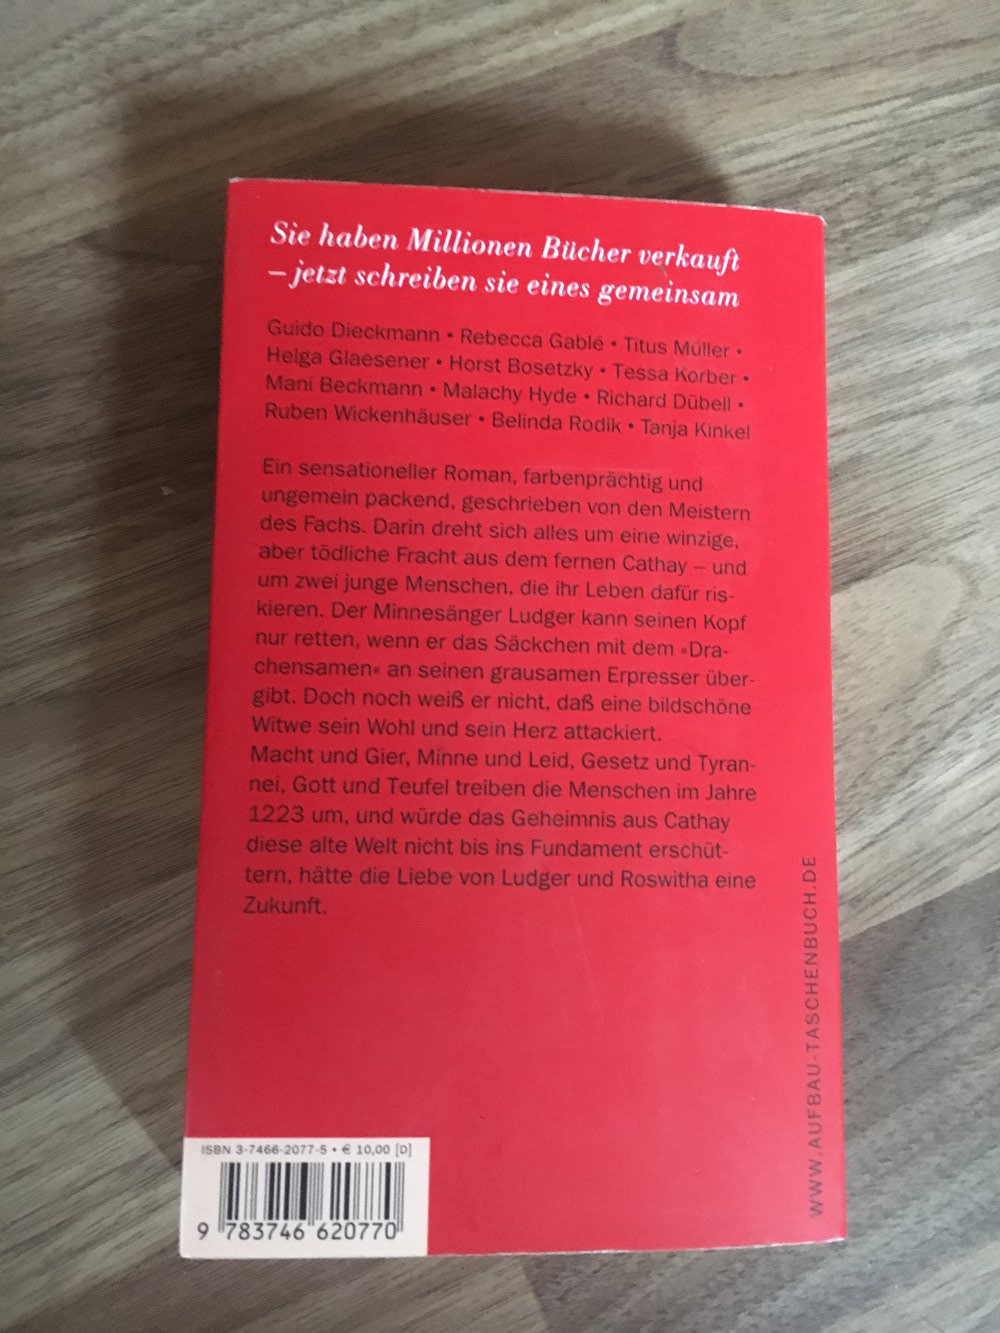 Sie haben Millionen Bücher verkauft
– jetzt schreiben sie eines gemeinsam
Guido Dieckmann • Rebecca Gablé • Titus Müller •
Helga Glaesener • Horst Bosetzky • Tessa Korber •
Mani Beckmann • Malachy Hyde • Richard Dübell •
Ruben Wickenhäuser • Belinda Rodik • Tanja Kinkel
Ein sensationeller Roman, farbenprächtig und
ungemein packend, geschrieben von den Meistern
des Fachs. Darin dreht sich alles um eine winzige,
aber tödliche Fracht aus dem fernen Cathay – und
um zwei junge Menschen, die ihr Leben dafür ris-
kieren. Der Minnesänger Ludger kann seinen Kopf
nur retten, wenn er das Säckchen mit dem »Dra-
chensamen« an seinen grausamen Erpresser über-
gibt. Doch noch weiß er nicht, daß eine bildschöne
Witwe sein Wohl und sein Herz attackiert.
Macht und Gier, Minne und Leid, Gesetz und Tyran-
nei, Gott und Teufel treiben die Menschen im Jahre
1223 um, und würde das Geheimnis aus Cathay
diese alte Welt nicht bis ins Fundament erschüt-
tern, hätte die Liebe von Ludger und Roswitha eine
Zukunft.
WWW.AUFBAU-TASCHENBUCH.DE
ISBN 3-7466-2077-5 • € 10,00 [D]
9 783746 620770